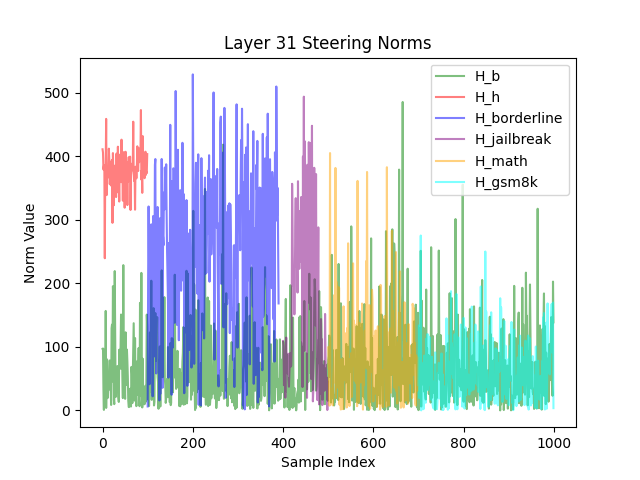 Layer 31 Steering Norms
H_b
H_h
H_borderline
H_jailbreak
H_math
H_gsm8k
500
400
300
200
100
0
Norm Value
0
200
400
600
800
1000
Sample Index